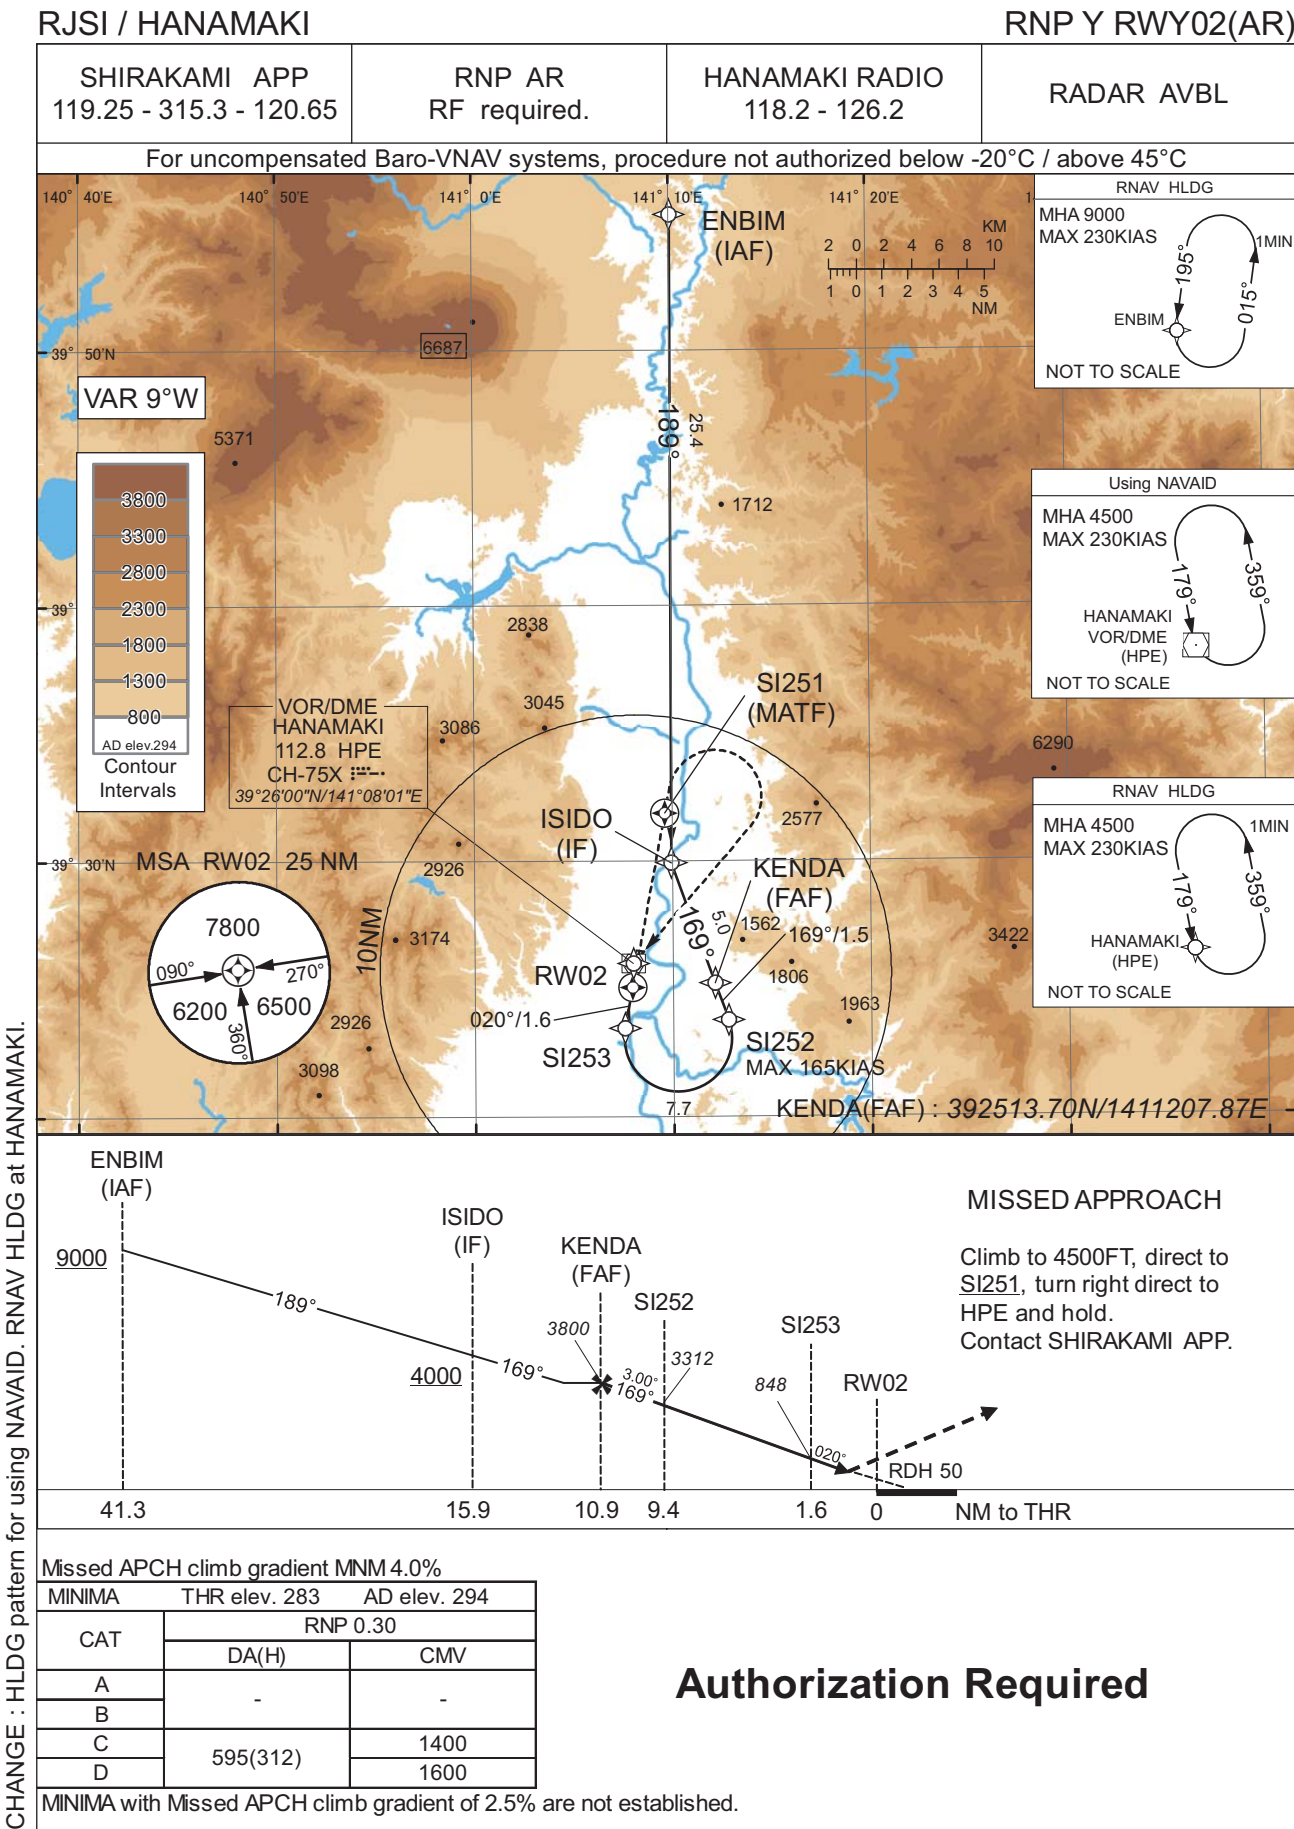 RJSI / HANAMAKI
RNP Y RWY02(AR)
SHIRAKAMI APP
119.25 - 315.3 - 120.65
RNP AR
RF required.
HANAMAKI RADIO
118.2 - 126.2
RADAR AVBL
For uncompensated Baro-VNAV systems, procedure not authorized below -20°C / above 45°C
140° 40'E
140° 50'E
141° 0'E
141° 10'E
141° 20'E
ENBIM
(IAF)
KM
2 0 2 4 6 8 10
1 0 1 2 3 4 5
NM
RNAV HLDG
MHA 9000
MAX 230KIAS
1MIN
195°
015°
ENBIM
NOT TO SCALE
6687
39° 50'N
VAR 9°W
5371
189°
25.4
1712
3800
3300
2800
2300
1800
1300
800
AD elev.294
Contour
Intervals
39°
Using NAVAID
MHA 4500
MAX 230KIAS
179°
359°
HANAMAKI
VOR/DME
(HPE)
NOT TO SCALE
2838
3045
3086
VOR/DME
HANAMAKI
112.8 HPE
CH-75X
39°26'00"N/141°08'01"E
SI251
(MATF)
6290
2577
ISIDO
(IF)
RNAV HLDG
MHA 4500
MAX 230KIAS
1MIN
179°
359°
HANAMAKI
(HPE)
NOT TO SCALE
39° 30'N
MSA RW02 25 NM
2926
KENDA
(FAF)
7800
090°
270°
6200
6500
360°
10NM
3174
169°
5.0
1562
169°/1.5
1806
3422
RW02
020°/1.6
1963
2926
SI253
SI252
MAX 165KIAS
3098
7.7
KENDA(FAF) : 392513.70N/1411207.87E
ENBIM
(IAF)
9000
189°
ISIDO
(IF)
4000
169°
KENDA
(FAF)
3800
SI252
3312
3.00°
169°
SI253
848
RW02
020°
RDH 50
41.3
15.9
10.9
9.4
1.6
0
NM to THR
MISSED APPROACH
Climb to 4500FT, direct to
SI251, turn right direct to
HPE and hold.
Contact SHIRAKAMI APP.
Missed APCH climb gradient MNM 4.0%
MINIMA THR elev. 283 AD elev. 294
CAT
RNP 0.30
DA(H)
CMV
A
B
-
-
C
595(312)
1400
D
1600
MINIMA with Missed APCH climb gradient of 2.5% are not established.
Authorization Required
CHANGE : HLDG pattern for using NAVAID. RNAV HLDG at HANAMAKI.